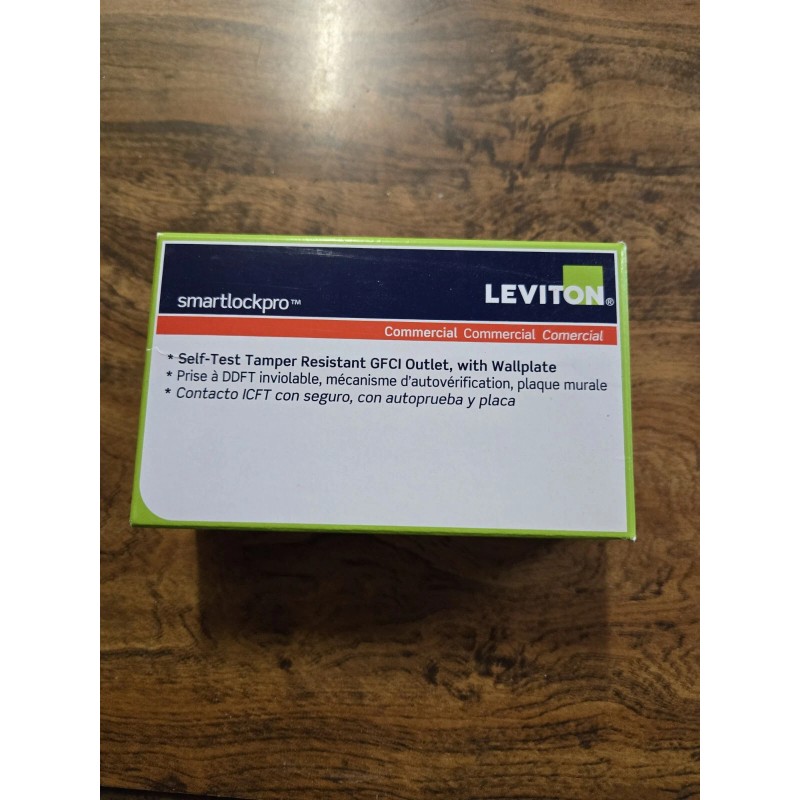 smartlockpro™
LEVITON®
Commercial Commercial Comercial
* Self-Test Tamper Resistant GFCI Outlet, with Wallplate
* Prise à DDFT inviolable, mécanisme d'autovérification, plaque murale
* Contacto ICFT con seguro, con autoprueba y placa